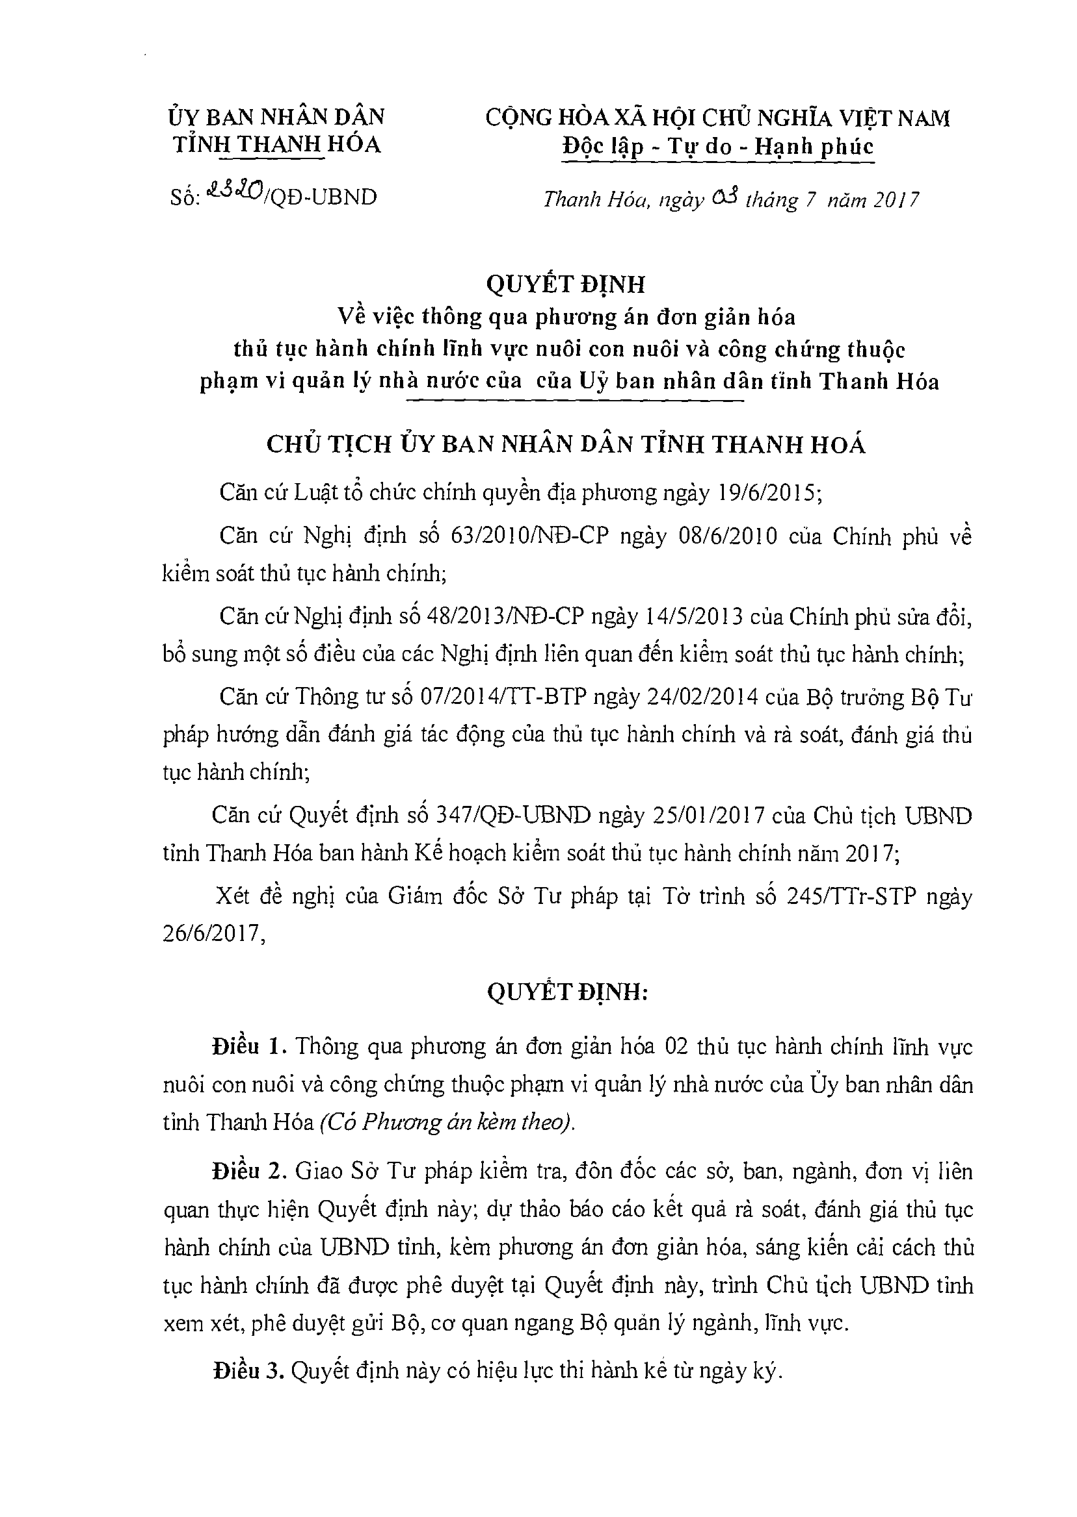 ỦY BAN NHÂN DÂN
TỈNH THANH HÓA
CỘNG HÒA XÃ HỘI CHỦ NGHĨA VIỆT NAM
Độc lập - Tự do - Hạnh phúc
Số: 2320/QĐ-UBND
Thanh Hóa, ngày 03 tháng 7 năm 2017
QUYẾT ĐỊNH
Về việc thông qua phương án đơn giản hóa
thủ tục hành chính lĩnh vực nuôi con nuôi và công chứng thuộc
phạm vi quản lý nhà nước của của Uỷ ban nhân dân tỉnh Thanh Hóa
CHỦ TỊCH ỦY BAN NHÂN DÂN TỈNH THANH HOÁ
Căn cứ Luật tổ chức chính quyền địa phương ngày 19/6/2015;
Căn cứ Nghị định số 63/2010/NĐ-CP ngày 08/6/2010 của Chính phủ về
kiểm soát thủ tục hành chính;
Căn cứ Nghị định số 48/2013/NĐ-CP ngày 14/5/2013 của Chính phủ sửa đổi,
bổ sung một số điều của các Nghị định liên quan đến kiểm soát thủ tục hành chính;
Căn cứ Thông tư số 07/2014/TT-BTP ngày 24/02/2014 của Bộ trưởng Bộ Tư
pháp hướng dẫn đánh giá tác động của thủ tục hành chính và rà soát, đánh giá thủ
tục hành chính;
Căn cứ Quyết định số 347/QĐ-UBND ngày 25/01/2017 của Chủ tịch UBND
tỉnh Thanh Hóa ban hành Kế hoạch kiểm soát thủ tục hành chính năm 2017;
Xét đề nghị của Giám đốc Sở Tư pháp tại Tờ trình số 245/TTr-STP ngày
26/6/2017,
QUYẾT ĐỊNH:
Điều 1. Thông qua phương án đơn giản hóa 02 thủ tục hành chính lĩnh vực
nuôi con nuôi và công chứng thuộc phạm vi quản lý nhà nước của Ủy ban nhân dân
tỉnh Thanh Hóa (Có Phương án kèm theo).
Điều 2. Giao Sở Tư pháp kiểm tra, đôn đốc các sở, ban, ngành, đơn vị liên
quan thực hiện Quyết định này; dự thảo báo cáo kết quả rà soát, đánh giá thủ tục
hành chính của UBND tỉnh, kèm phương án đơn giản hóa, sáng kiến cải cách thủ
tục hành chính đã được phê duyệt tại Quyết định này, trình Chủ tịch UBND tỉnh
xem xét, phê duyệt gửi Bộ, cơ quan ngang Bộ quản lý ngành, lĩnh vực.
Điều 3. Quyết định này có hiệu lực thi hành kể từ ngày ký.